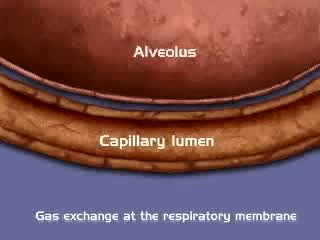 Alveolus
Capillary lumen
Gas exchange at the respiratory membrane